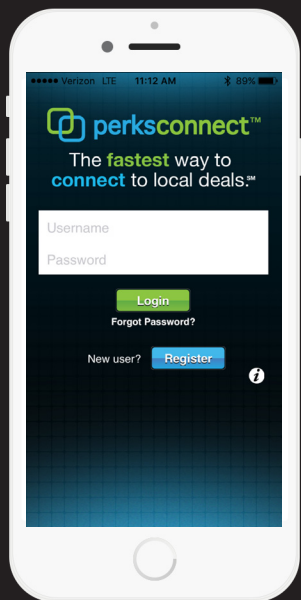 Verizon LTE 11:12 AM 89%
perksconnect™
The fastest way to
connect to local deals.℠
Username
Password
Login
Forgot Password?
New user? Register
i